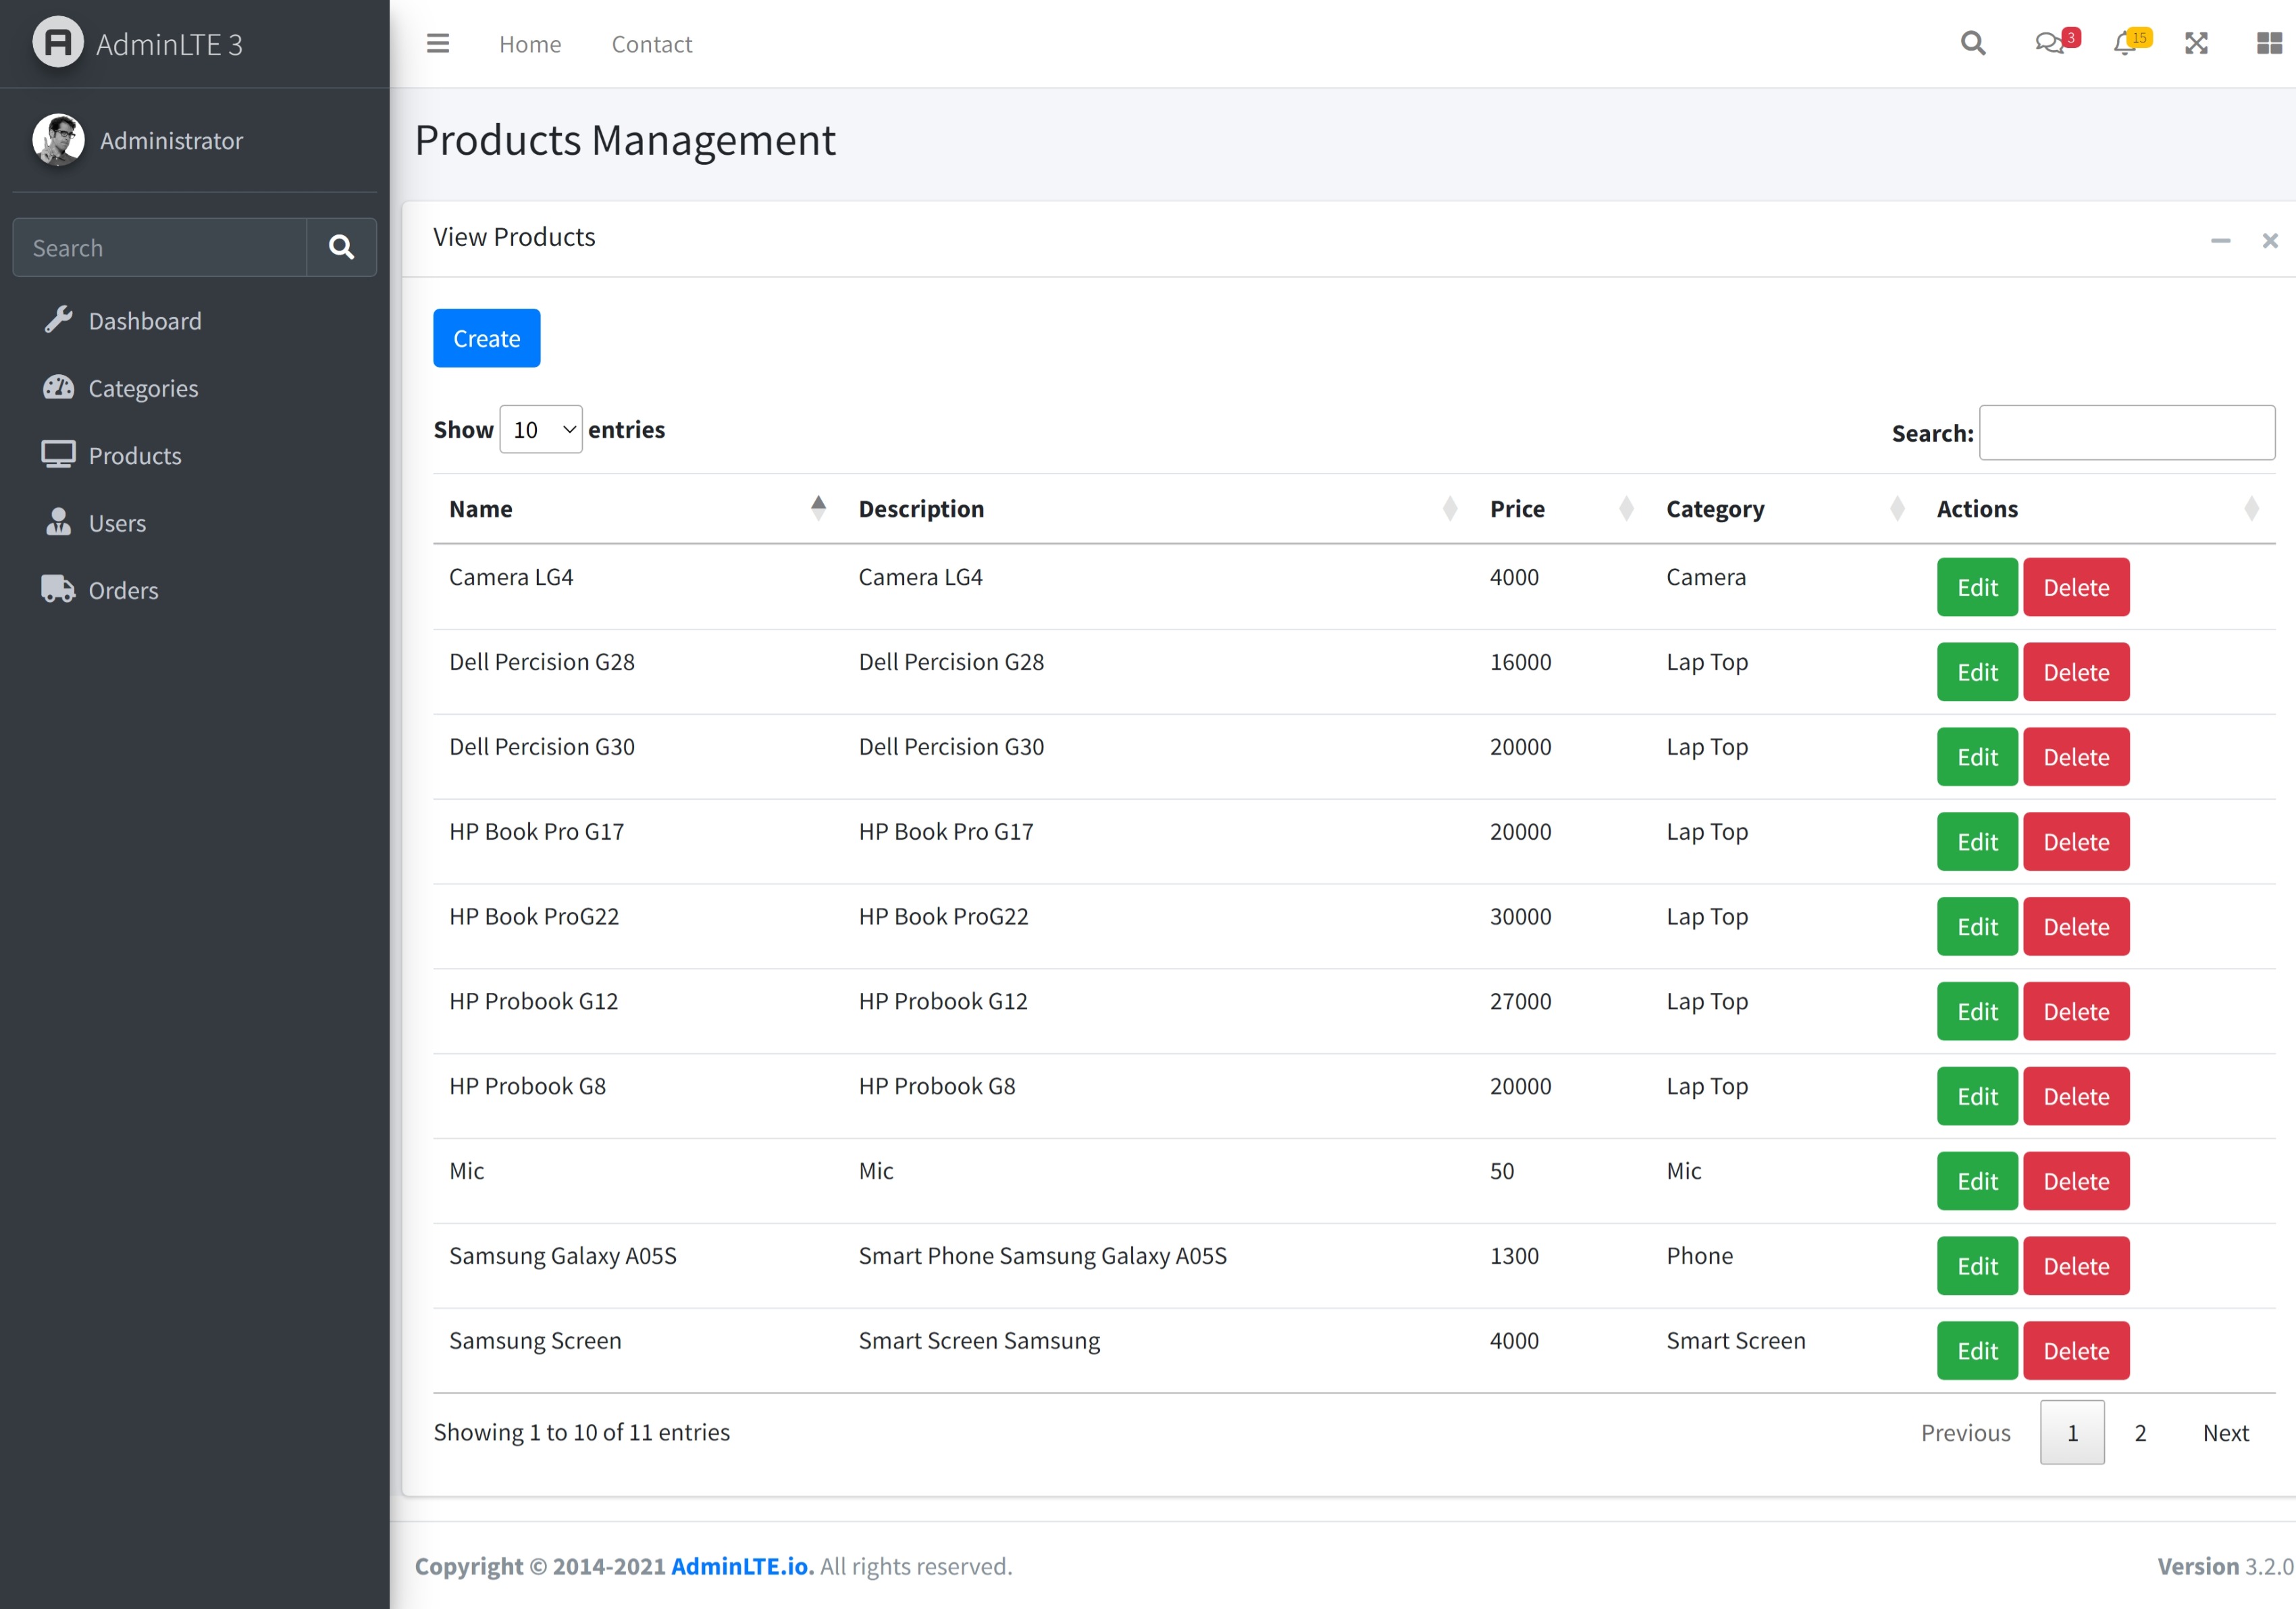 AdminLTE 3
Home Contact
3
15
Administrator
Products Management
Search
View Products
Dashboard
Categories
Products
Users
Orders
Create
Show 10 entries
Search:
Name Description Price Category Actions
Camera LG4 Camera LG4 4000 Camera Edit Delete
Dell Percision G28 Dell Percision G28 16000 Lap Top Edit Delete
Dell Percision G30 Dell Percision G30 20000 Lap Top Edit Delete
HP Book Pro G17 HP Book Pro G17 20000 Lap Top Edit Delete
HP Book ProG22 HP Book ProG22 30000 Lap Top Edit Delete
HP Probook G12 HP Probook G12 27000 Lap Top Edit Delete
HP Probook G8 HP Probook G8 20000 Lap Top Edit Delete
Mic Mic 50 Mic Edit Delete
Samsung Galaxy A05S Smart Phone Samsung Galaxy A05S 1300 Phone Edit Delete
Samsung Screen Smart Screen Samsung 4000 Smart Screen Edit Delete
Showing 1 to 10 of 11 entries
Previous 1 2 Next
Copyright © 2014-2021 AdminLTE.io. All rights reserved.
Version 3.2.0